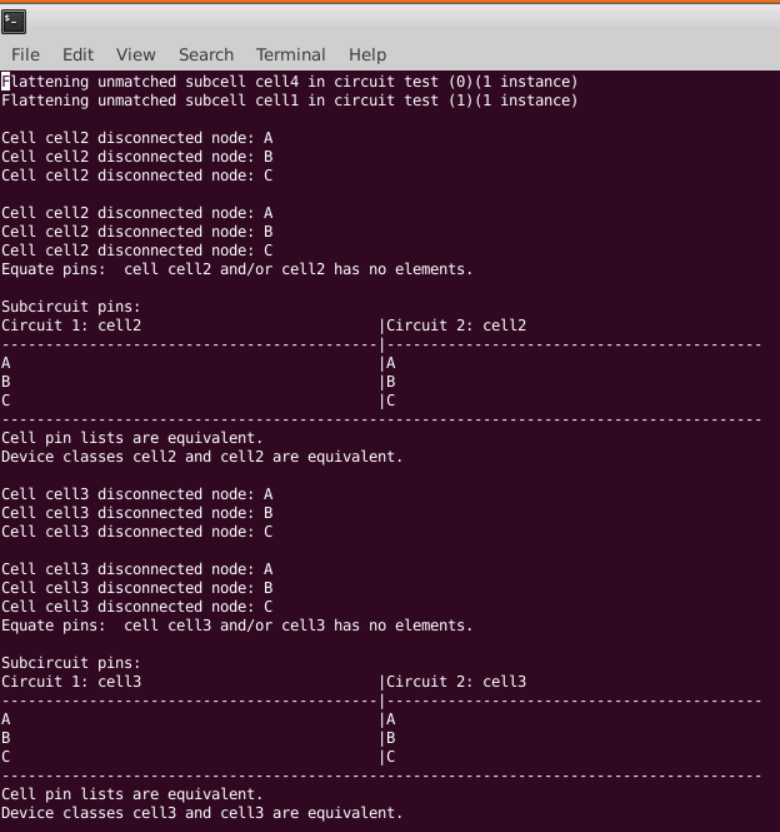 File Edit View Search Terminal Help
Flattening unmatched subcell cell4 in circuit test (0)(1 instance)
Flattening unmatched subcell cell1 in circuit test (1)(1 instance)
Cell cell2 disconnected node: A
Cell cell2 disconnected node: B
Cell cell2 disconnected node: C
Cell cell2 disconnected node: A
Cell cell2 disconnected node: B
Cell cell2 disconnected node: C
Equate pins:  cell cell2 and/or cell2 has no elements.
Subcircuit pins:
Circuit 1: cell2                           |Circuit 2: cell2
-------------------------------------------|-------------------------------------------
A                                          |A
B                                          |B
C                                          |C
---------------------------------------------------------------------------------------
Cell pin lists are equivalent.
Device classes cell2 and cell2 are equivalent.
Cell cell3 disconnected node: A
Cell cell3 disconnected node: B
Cell cell3 disconnected node: C
Cell cell3 disconnected node: A
Cell cell3 disconnected node: B
Cell cell3 disconnected node: C
Equate pins:  cell cell3 and/or cell3 has no elements.
Subcircuit pins:
Circuit 1: cell3                           |Circuit 2: cell3
-------------------------------------------|-------------------------------------------
A                                          |A
B                                          |B
C                                          |C
---------------------------------------------------------------------------------------
Cell pin lists are equivalent.
Device classes cell3 and cell3 are equivalent.